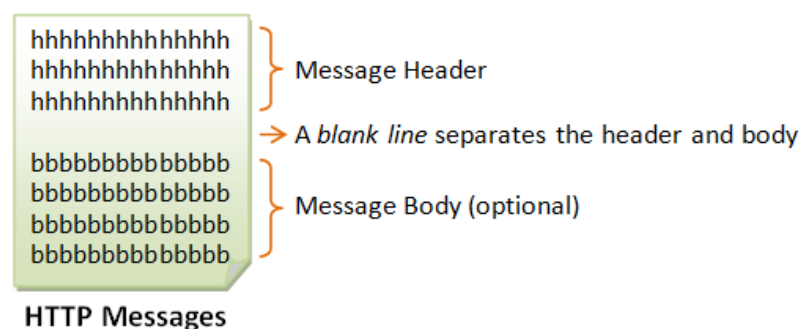 hhhhhhhhhhhhhh
hhhhhhhhhhhhhh
hhhhhhhhhhhhhh
Message Header
A blank line separates the header and body
bbbbbbbbbbbbbb
bbbbbbbbbbbbbb
bbbbbbbbbbbbbb
bbbbbbbbbbbbbb
Message Body (optional)
HTTP Messages